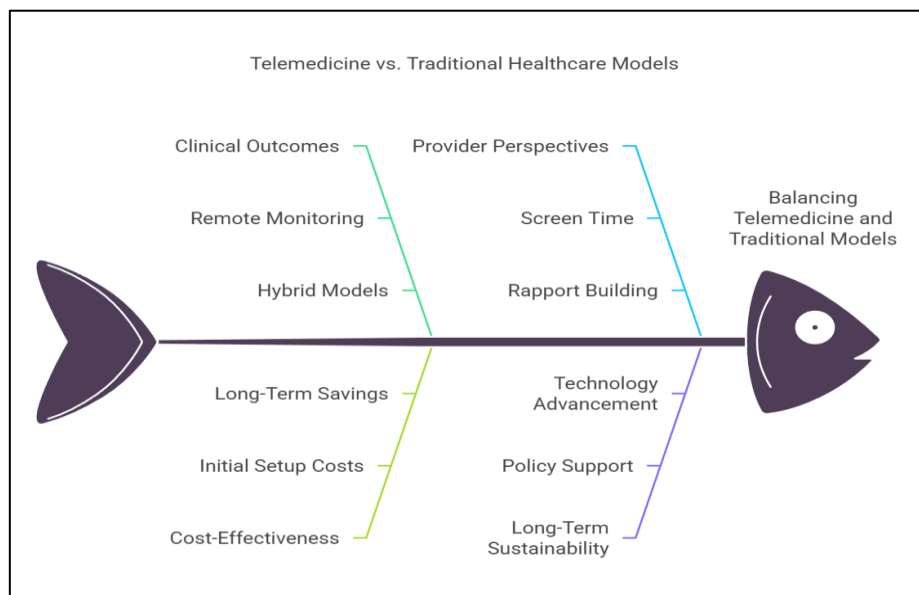 Telemedicine vs. Traditional Healthcare Models
Clinical Outcomes
Remote Monitoring
Hybrid Models
Provider Perspectives
Screen Time
Rapport Building
Balancing
Telemedicine and
Traditional Models
Long-Term Savings
Initial Setup Costs
Cost-Effectiveness
Technology
Advancement
Policy Support
Long-Term
Sustainability